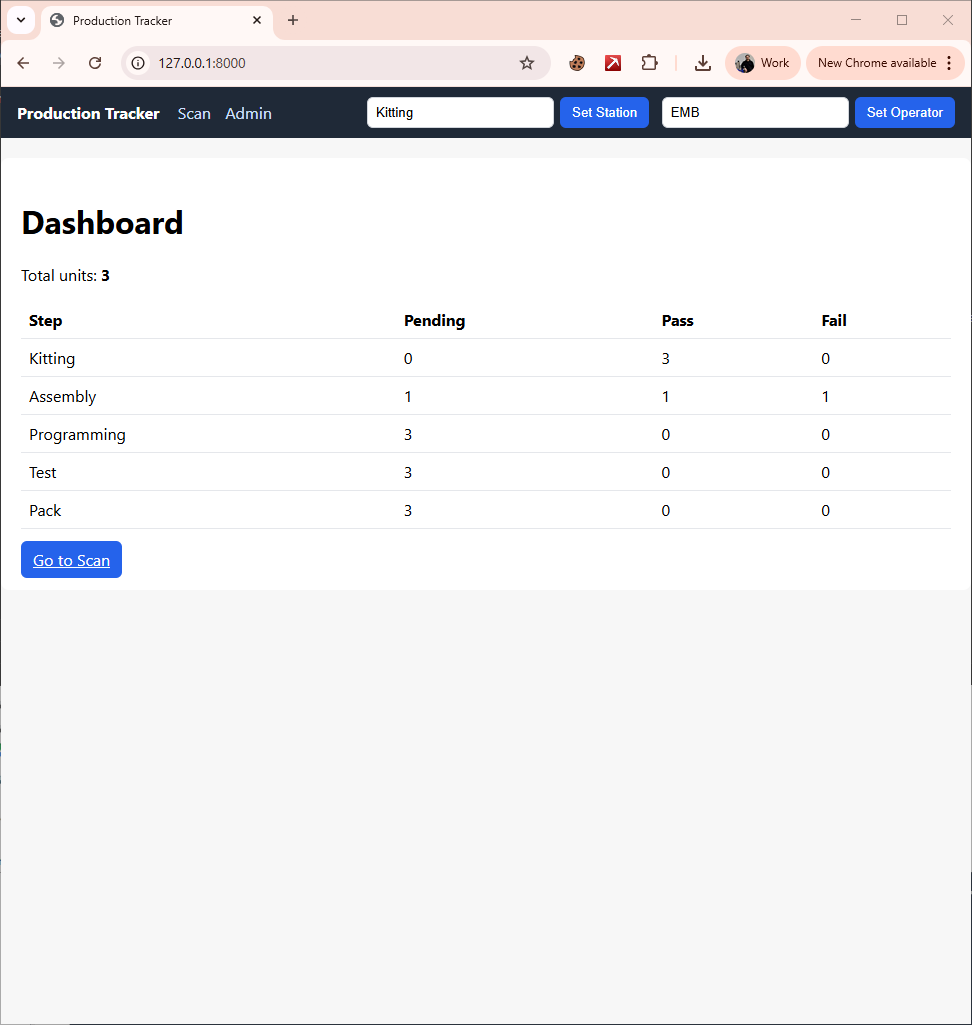 Production Tracker
127.0.0.1:8000
Work
New Chrome available
Production Tracker Scan Admin Kitting Set Station EMB Set Operator
Dashboard
Total units: 3
Step Pending Pass Fail
Kitting 0 3 0
Assembly 1 1 1
Programming 3 0 0
Test 3 0 0
Pack 3 0 0
Go to Scan